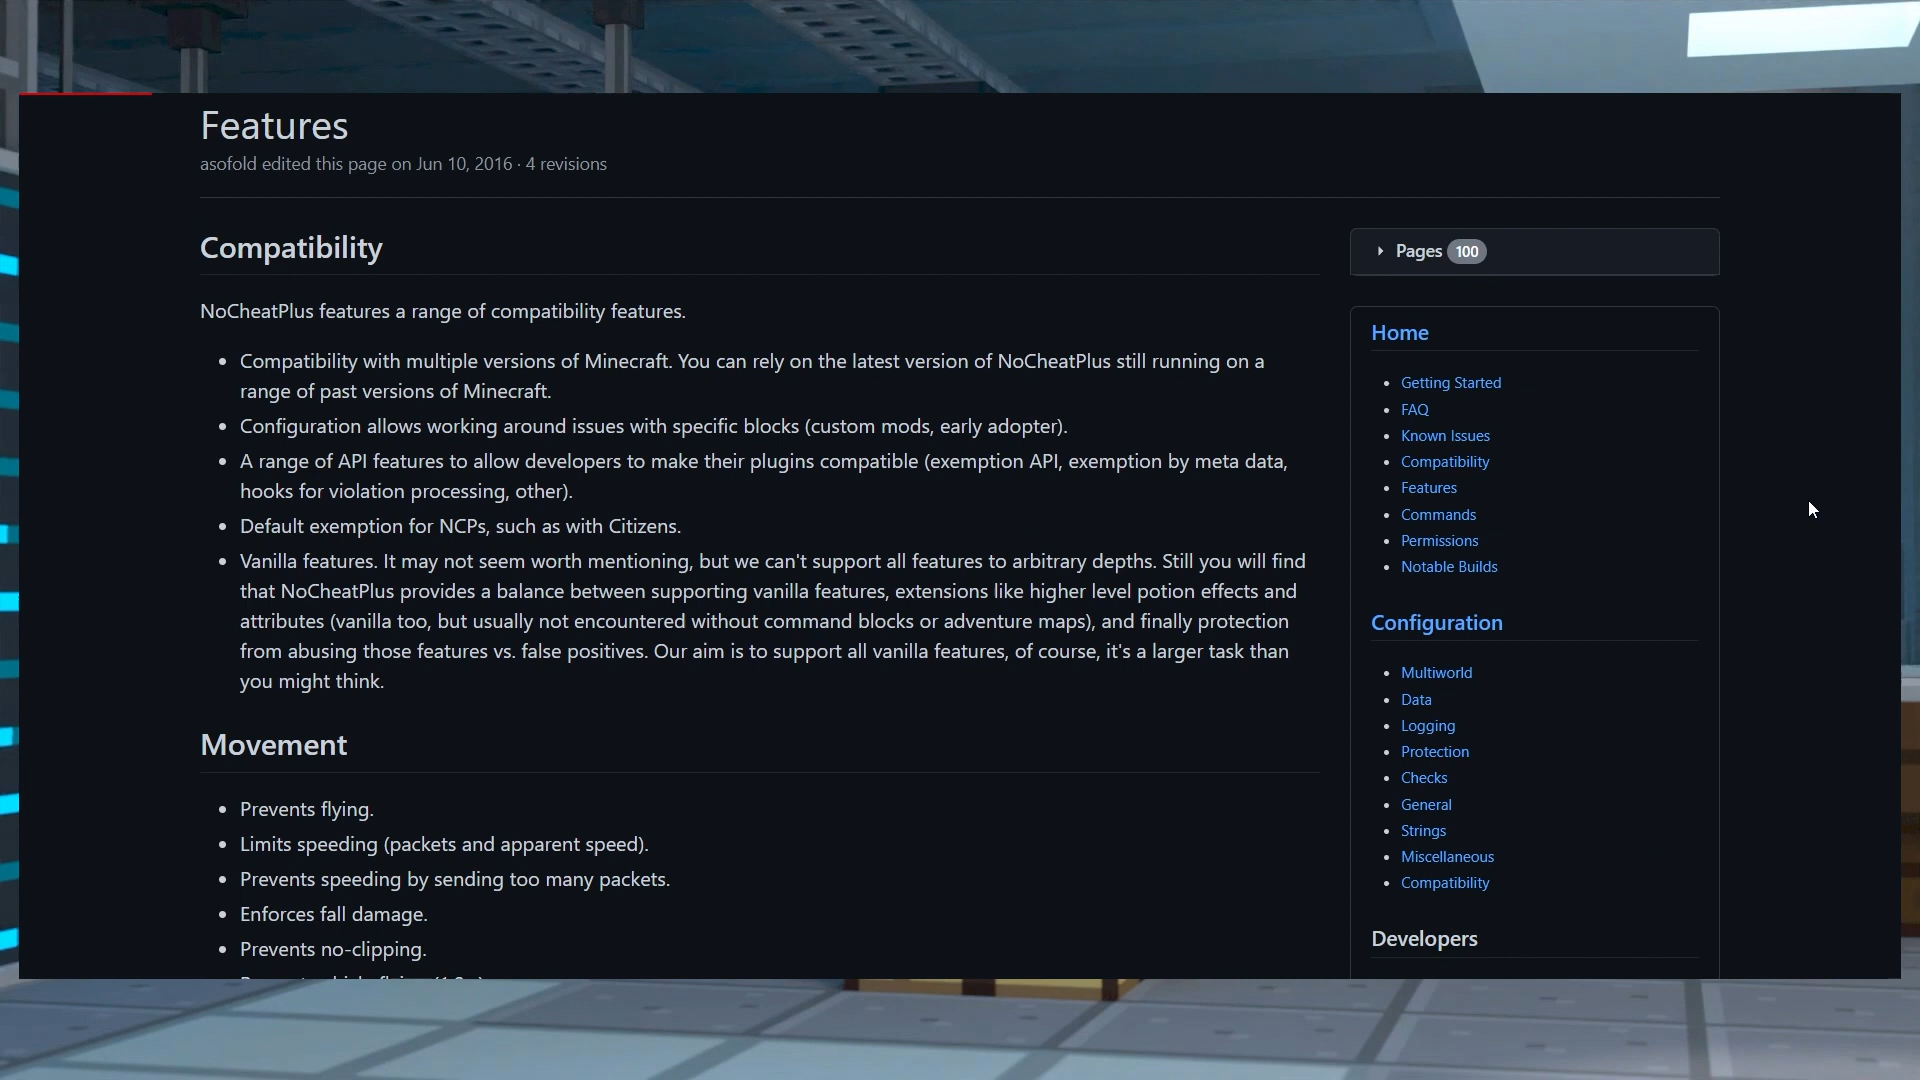 Features
asofold edited this page on Jun 10, 2016 · 4 revisions
Compatibility
NoCheatPlus features a range of compatibility features.
Compatibility with multiple versions of Minecraft. You can rely on the latest version of NoCheatPlus still running on a
range of past versions of Minecraft.
Configuration allows working around issues with specific blocks (custom mods, early adopter).
A range of API features to allow developers to make their plugins compatible (exemption API, exemption by meta data,
hooks for violation processing, other).
Default exemption for NCPs, such as with Citizens.
Vanilla features. It may not seem worth mentioning, but we can't support all features to arbitrary depths. Still you will find
that NoCheatPlus provides a balance between supporting vanilla features, extensions like higher level potion effects and
attributes (vanilla too, but usually not encountered without command blocks or adventure maps), and finally protection
from abusing those features vs. false positives. Our aim is to support all vanilla features, of course, it's a larger task than
you might think.
Movement
Prevents flying.
Limits speeding (packets and apparent speed).
Prevents speeding by sending too many packets.
Enforces fall damage.
Prevents no-clipping.
Pages 100
Home
Getting Started
FAQ
Known Issues
Compatibility
Features
Commands
Permissions
Notable Builds
Configuration
Multiworld
Data
Logging
Protection
Checks
General
Strings
Miscellaneous
Compatibility
Developers